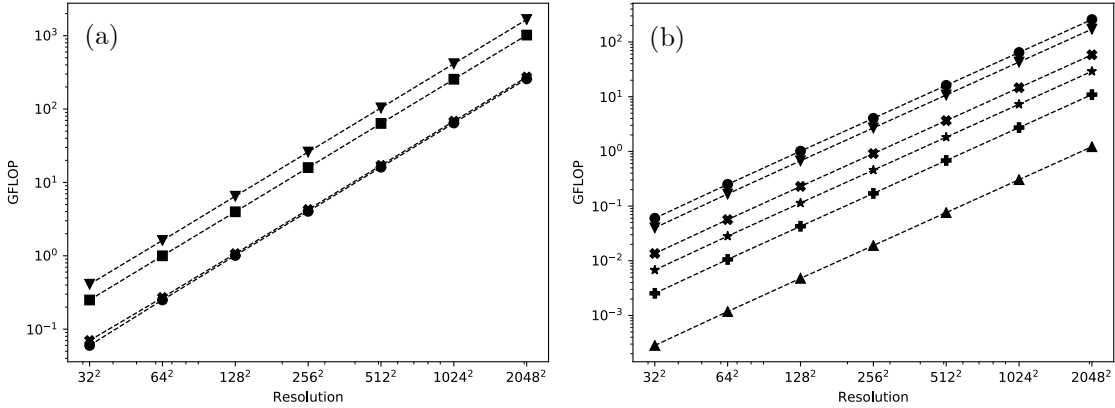 (a)
GFLOP
10³
10²
10¹
10⁰
10⁻¹
32² 64² 128² 256² 512² 1024² 2048²
Resolution
(b)
GFLOP
10²
10¹
10⁰
10⁻¹
10⁻²
10⁻³
32² 64² 128² 256² 512² 1024² 2048²
Resolution